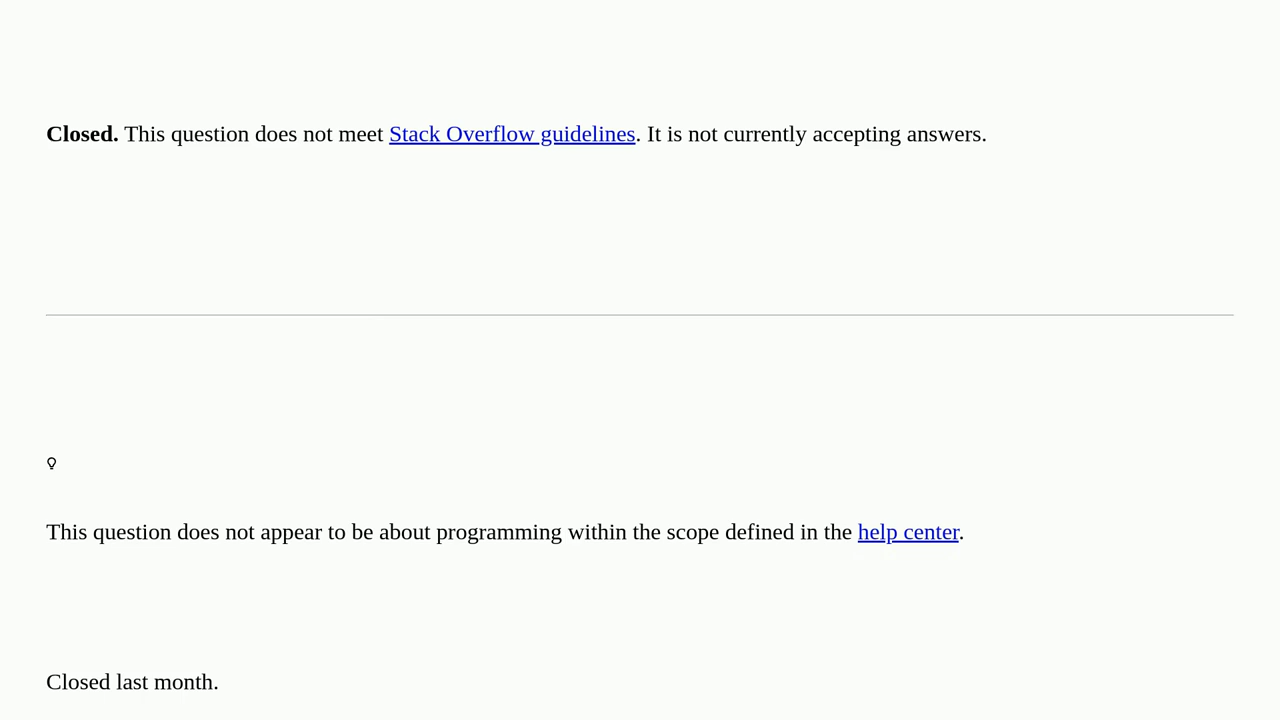 Closed. This question does not meet Stack Overflow guidelines. It is not currently accepting answers.
This question does not appear to be about programming within the scope defined in the help center.
Closed last month.